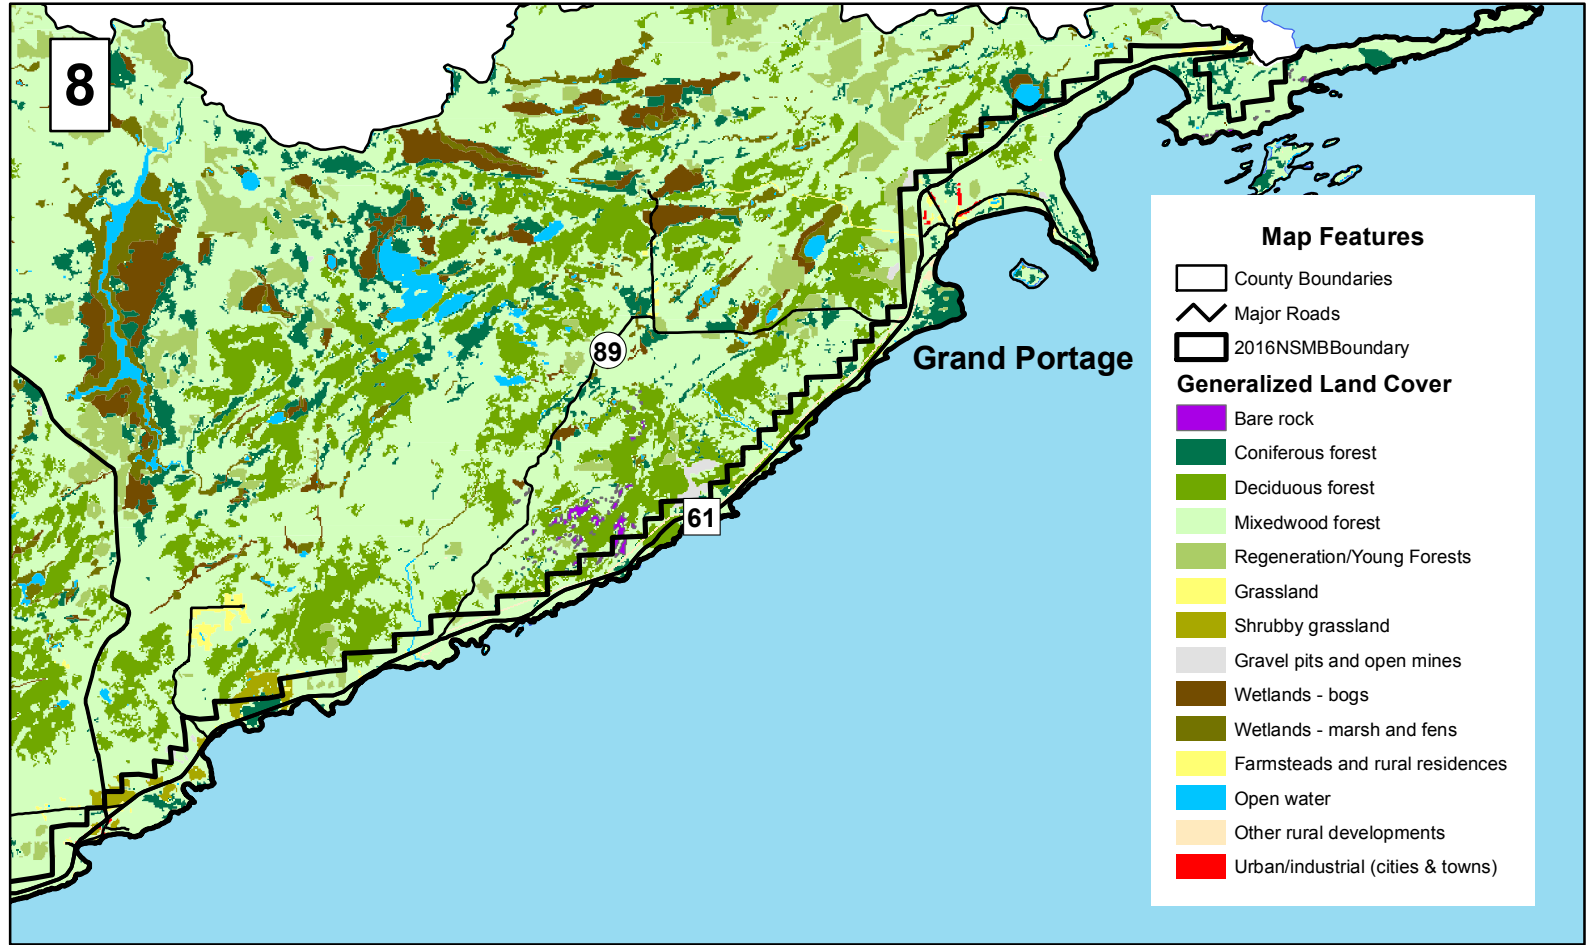 8
89
Grand Portage
61
Map Features
County Boundaries
Major Roads
2016NSMBBoundary
Generalized Land Cover
Bare rock
Coniferous forest
Deciduous forest
Mixedwood forest
Regeneration/Young Forests
Grassland
Shrubby grassland
Gravel pits and open mines
Wetlands - bogs
Wetlands - marsh and fens
Farmsteads and rural residences
Open water
Other rural developments
Urban/industrial (cities & towns)